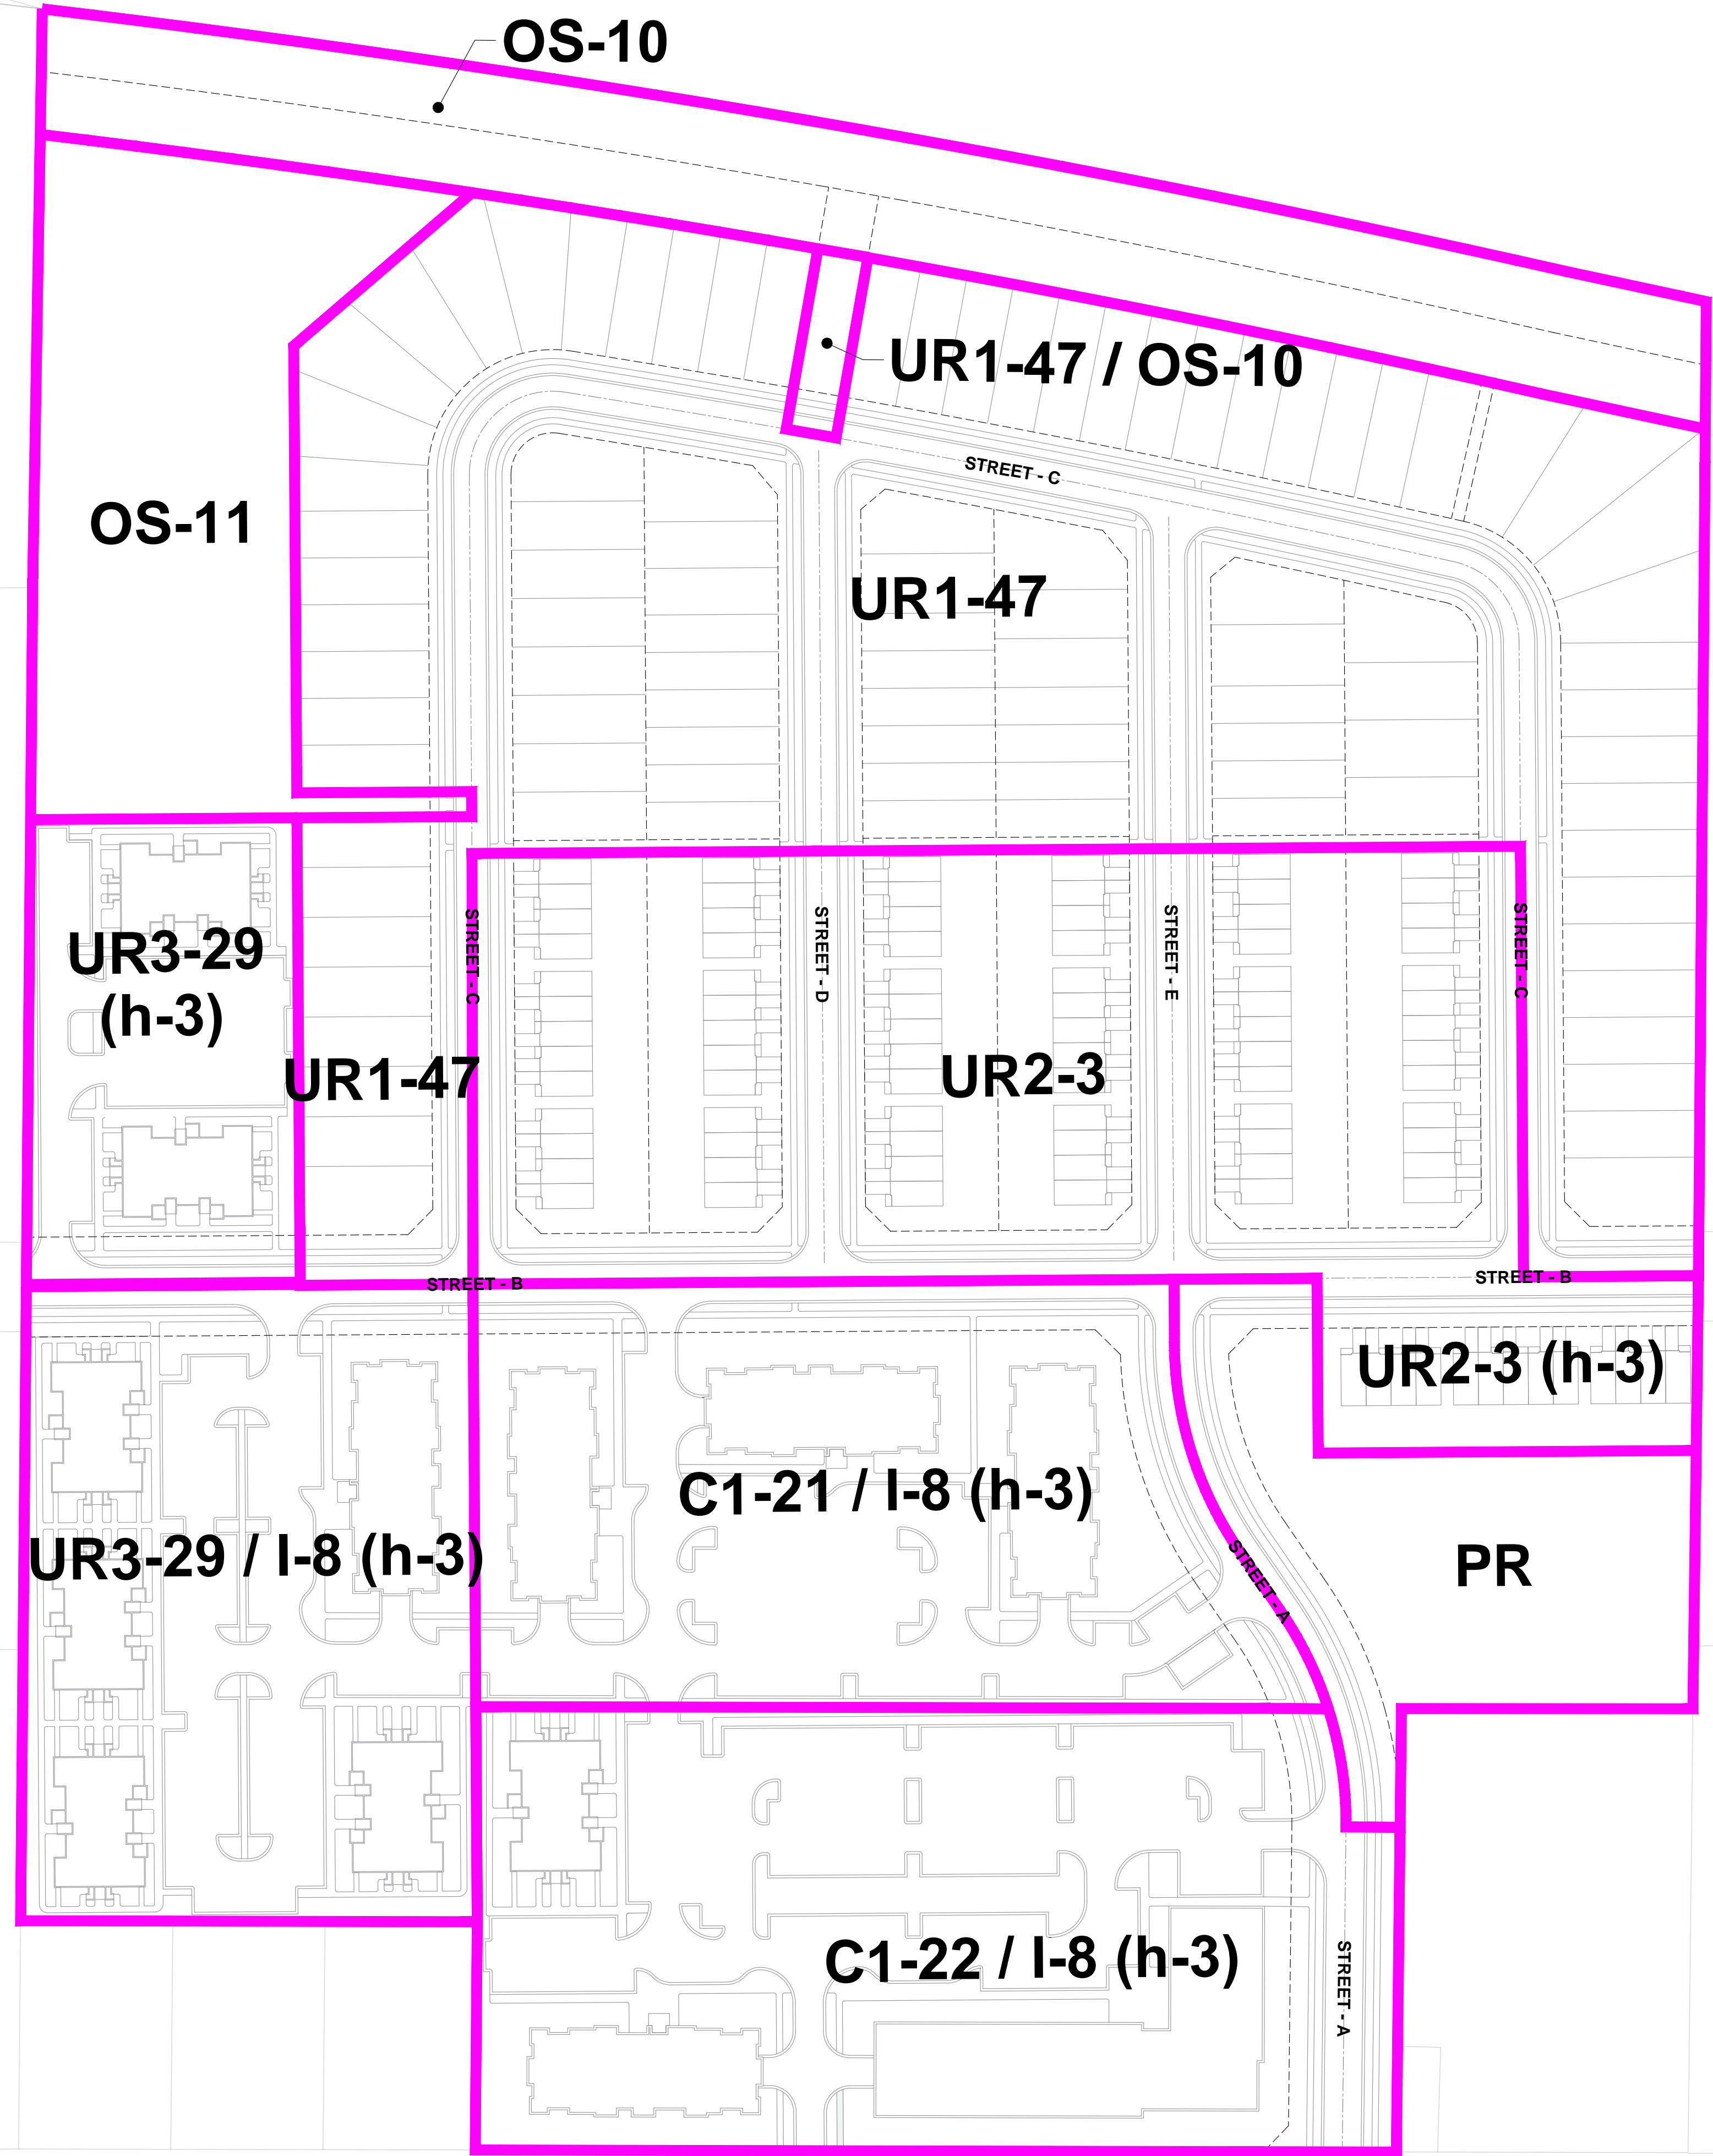 OS-10
UR1-47 / OS-10
STREET - C
OS-11
UR1-47
UR3-29
(h-3)
STREET - C
STREET - D
STREET - E
STREET - C
UR1-47
UR2-3
STREET - B
STREET - B
UR2-3 (h-3)
C1-21 / I-8 (h-3)
UR3-29 / I-8 (h-3)
STREET - A
PR
C1-22 / I-8 (h-3)
STREET - A